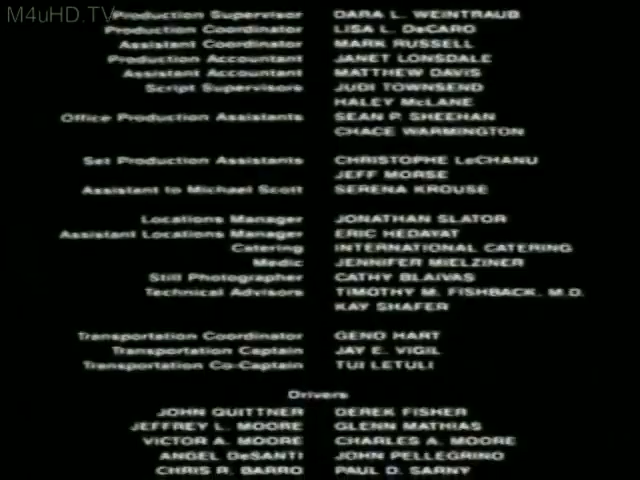 M4uHD.TV
Production Supervisor DARA L. WEINTRAUB
Production Coordinator LISA L. DeCARO
Assistant Coordinator MARK RUSSELL
Production Accountant JANET LONSDALE
Assistant Accountant MATTHEW DAVIS
Script Supervisors JUDI TOWNSEND
HALEY McLANE
Office Production Assistants SEAN P. SHEEHAN
CHACE WARMINGTON
Set Production Assistants CHRISTOPHE LeCHANU
JEFF MORSE
Assistant to Michael Scott SERENA KROUSE
Locations Manager JONATHAN SLATOR
Assistant Locations Manager ERIC HEDAYAT
Catering INTERNATIONAL CATERING
Medic JENNIFER MIELZINER
Still Photographer CATHY BLAIVAS
Technical Advisors TIMOTHY M. FISHBACK, M.D.
KAY SHAFER
Transportation Coordinator GENO HART
Transportation Captain JAY E. VIGIL
Transportation Co-Captain TUI LETULI
Drivers
JOHN QUITTNER DEREK FISHER
JEFFREY L. MOORE GLENN MATHIAS
VICTOR A. MOORE CHARLES A. MOORE
ANGEL DeSANTI JOHN PELLEGRINO
CHRIS R. BARRO PAUL D. SARNY